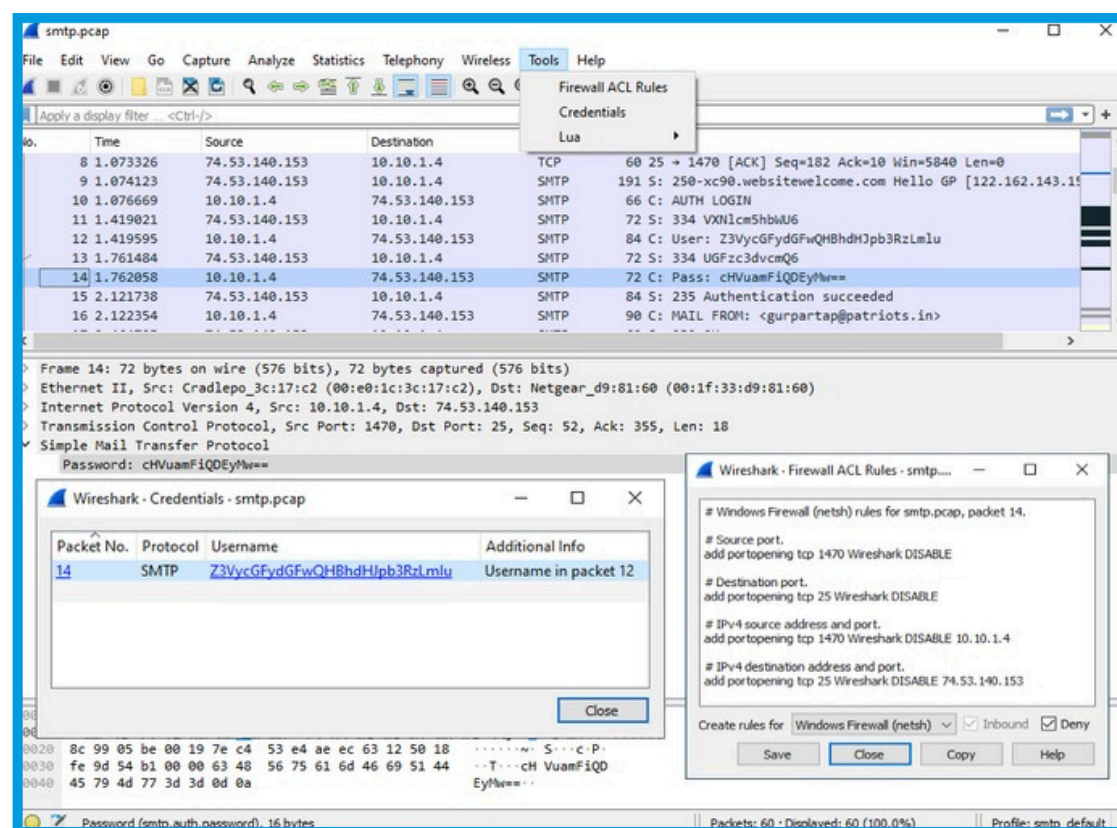 smtp.pcap
File Edit View Go Capture Analyze Statistics Telephony Wireless Tools Help
Firewall ACL Rules
Credentials
Lua
Apply a display filter ... <Ctrl-/>
No. Time Source Destination
8 1.073326 74.53.140.153 10.10.1.4 TCP 60 25 → 1470 [ACK] Seq=182 Ack=10 Win=5840 Len=0
9 1.074123 74.53.140.153 10.10.1.4 SMTP 191 S: 250-xc90.websitewelcome.com Hello GP [122.162.143.15
10 1.076669 10.10.1.4 74.53.140.153 SMTP 66 C: AUTH LOGIN
11 1.419021 74.53.140.153 10.10.1.4 SMTP 72 S: 334 VXNlcm5hbWU6
12 1.419595 10.10.1.4 74.53.140.153 SMTP 84 C: User: Z3VycGFydGFwQHBhdHJpb3RzLmlu
13 1.761484 74.53.140.153 10.10.1.4 SMTP 72 S: 334 UGFzc3dvcmQ6
14 1.762058 10.10.1.4 74.53.140.153 SMTP 72 C: Pass: cHVuamFiQDEyMw==
15 2.121738 74.53.140.153 10.10.1.4 SMTP 84 S: 235 Authentication succeeded
16 2.122354 10.10.1.4 74.53.140.153 SMTP 90 C: MAIL FROM: <gurpartap@patriots.in>
Frame 14: 72 bytes on wire (576 bits), 72 bytes captured (576 bits)
Ethernet II, Src: Cradlepo_3c:17:c2 (00:e0:1c:3c:17:c2), Dst: Netgear_d9:81:60 (00:1f:33:d9:81:60)
Internet Protocol Version 4, Src: 10.10.1.4, Dst: 74.53.140.153
Transmission Control Protocol, Src Port: 1470, Dst Port: 25, Seq: 52, Ack: 355, Len: 18
Simple Mail Transfer Protocol
Password: cHVuamFiQDEyMw==
Wireshark · Credentials · smtp.pcap
Packet No. Protocol Username Additional Info
14 SMTP Z3VycGFydGFwQHBhdHJpb3RzLmlu Username in packet 12
Close
Wireshark · Firewall ACL Rules · smtp....
# Windows Firewall (netsh) rules for smtp.pcap, packet 14.
# Source port.
add portopening tcp 1470 Wireshark DISABLE
# Destination port.
add portopening tcp 25 Wireshark DISABLE
# IPv4 source address and port.
add portopening tcp 1470 Wireshark DISABLE 10.10.1.4
# IPv4 destination address and port.
add portopening tcp 25 Wireshark DISABLE 74.53.140.153
Create rules for Windows Firewall (netsh) Inbound Deny
Save Close Copy Help
0020 8c 99 05 be 00 19 7e c4 53 e4 ae ec 63 12 50 18 ······~· S···c·P·
0030 fe 9d 54 b1 00 00 63 48 56 75 61 6d 46 69 51 44 ··T···cH VuamFiQD
0040 45 79 4d 77 3d 3d 0d 0a EyMw==··
Password (smtp.auth.password), 16 bytes Packets: 60 · Displayed: 60 (100.0%) Profile: smtp_default